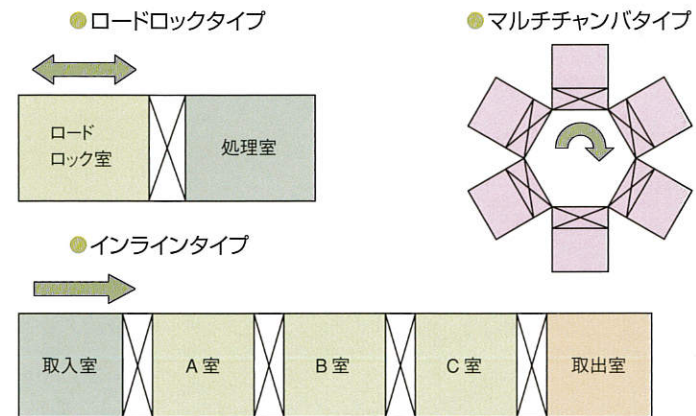 ロードロックタイプ
マルチチャンバタイプ
ロード
ロック室
処理室
インラインタイプ
取入室
A室
B室
C室
取出室